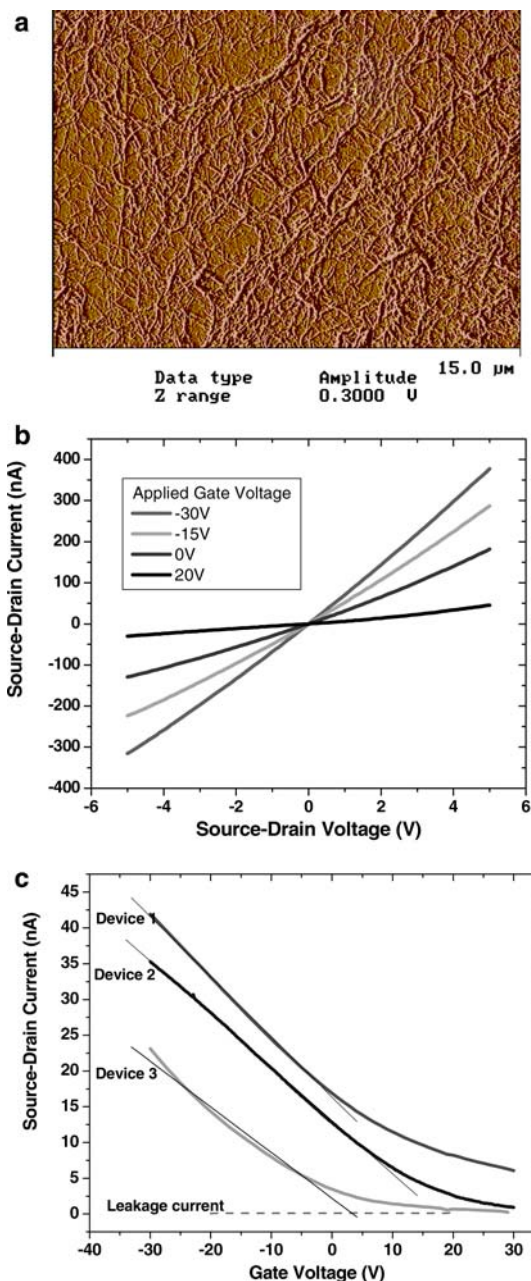 a
15.0 µm
Data type Amplitude
Z range 0.3000 V
b
400
300
200
100
0
-100
-200
-300
-400
Source-Drain Current (nA)
Applied Gate Voltage
-30V
-15V
0V
20V
-6 -4 -2 0 2 4 6
Source-Drain Voltage (V)
c
45
40
35
30
25
20
15
10
5
0
Source-Drain Current (nA)
Device 1
Device 2
Device 3
Leakage current
-40 -30 -20 -10 0 10 20 30
Gate Voltage (V)